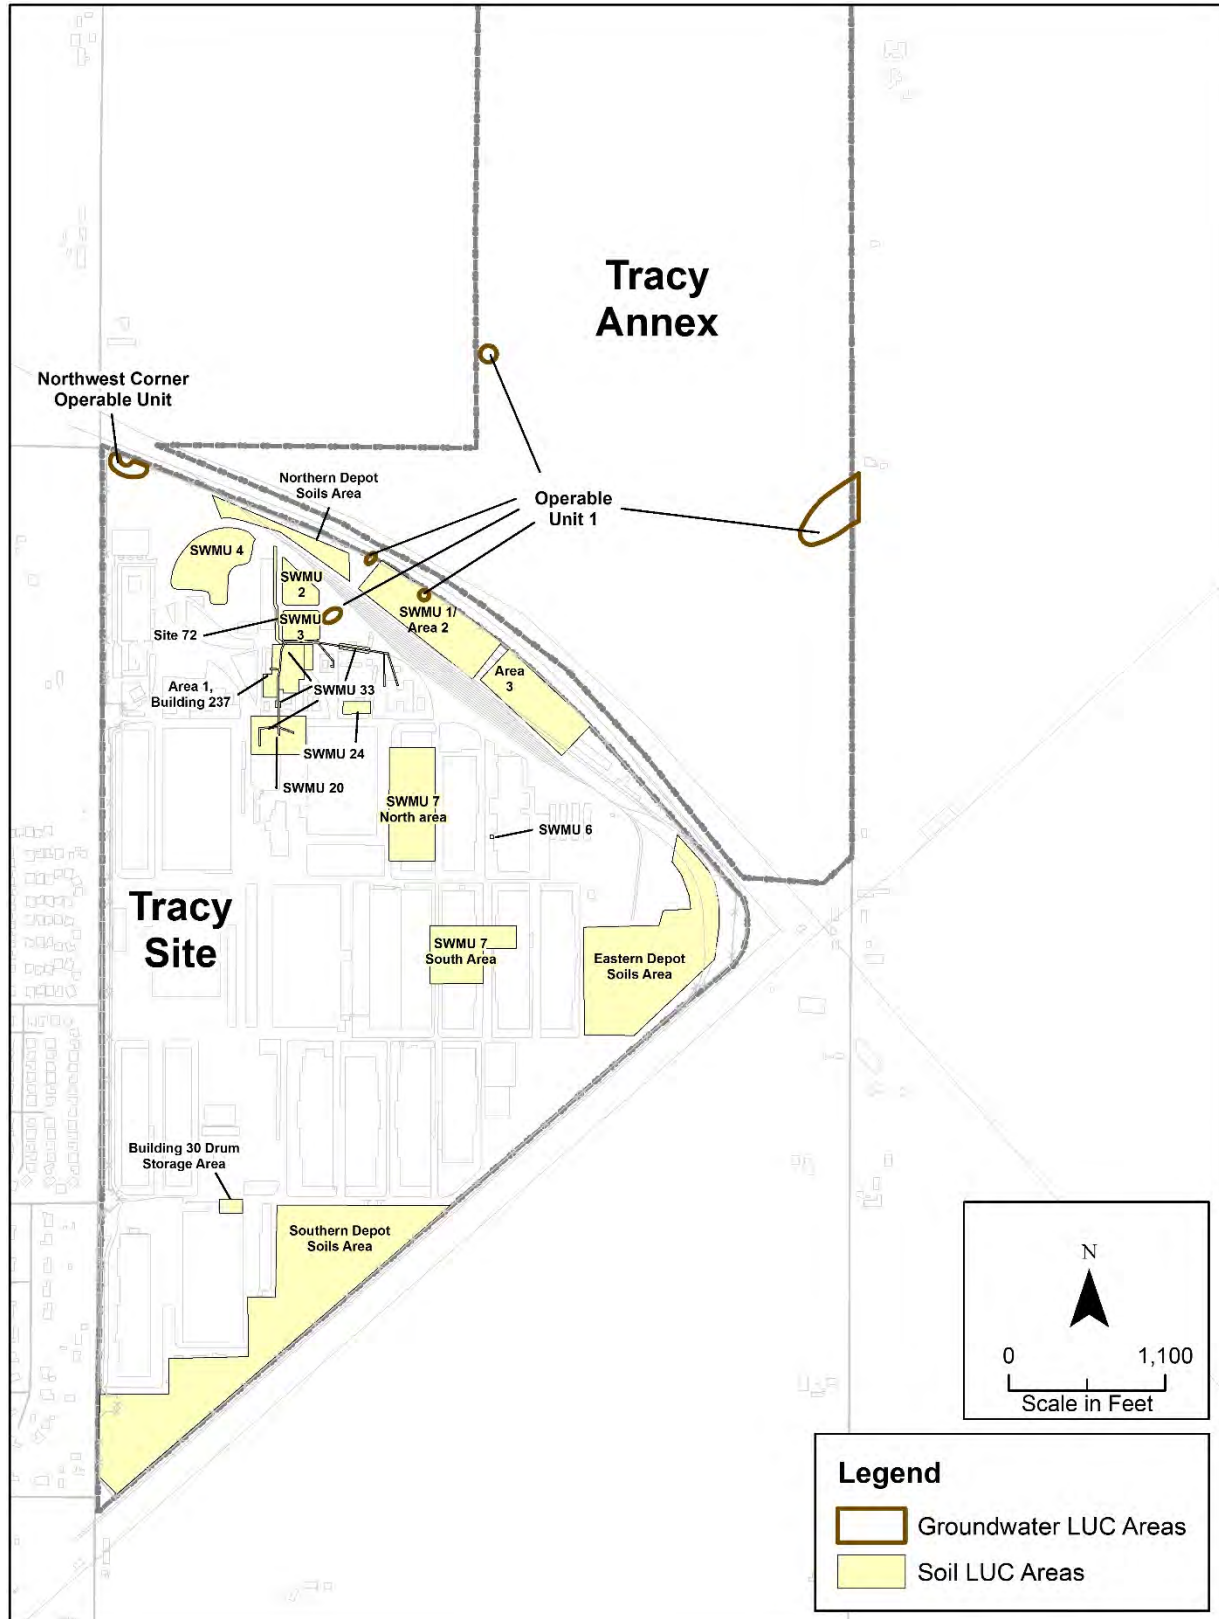 Tracy
Annex
Northwest Corner
Operable Unit
Northern Depot
Soils Area
Operable
Unit 1
SWMU 4
SWMU
2
SWMU 1/
Area 2
SWMU
3
Site 72
Area
3
Area 1,
Building 237
SWMU 33
SWMU 24
SWMU 20
SWMU 7
North area
SWMU 6
Tracy
Site
SWMU 7
South Area
Eastern Depot
Soils Area
Building 30 Drum
Storage Area
Southern Depot
Soils Area
N
0 1,100
Scale in Feet
Legend
Groundwater LUC Areas
Soil LUC Areas